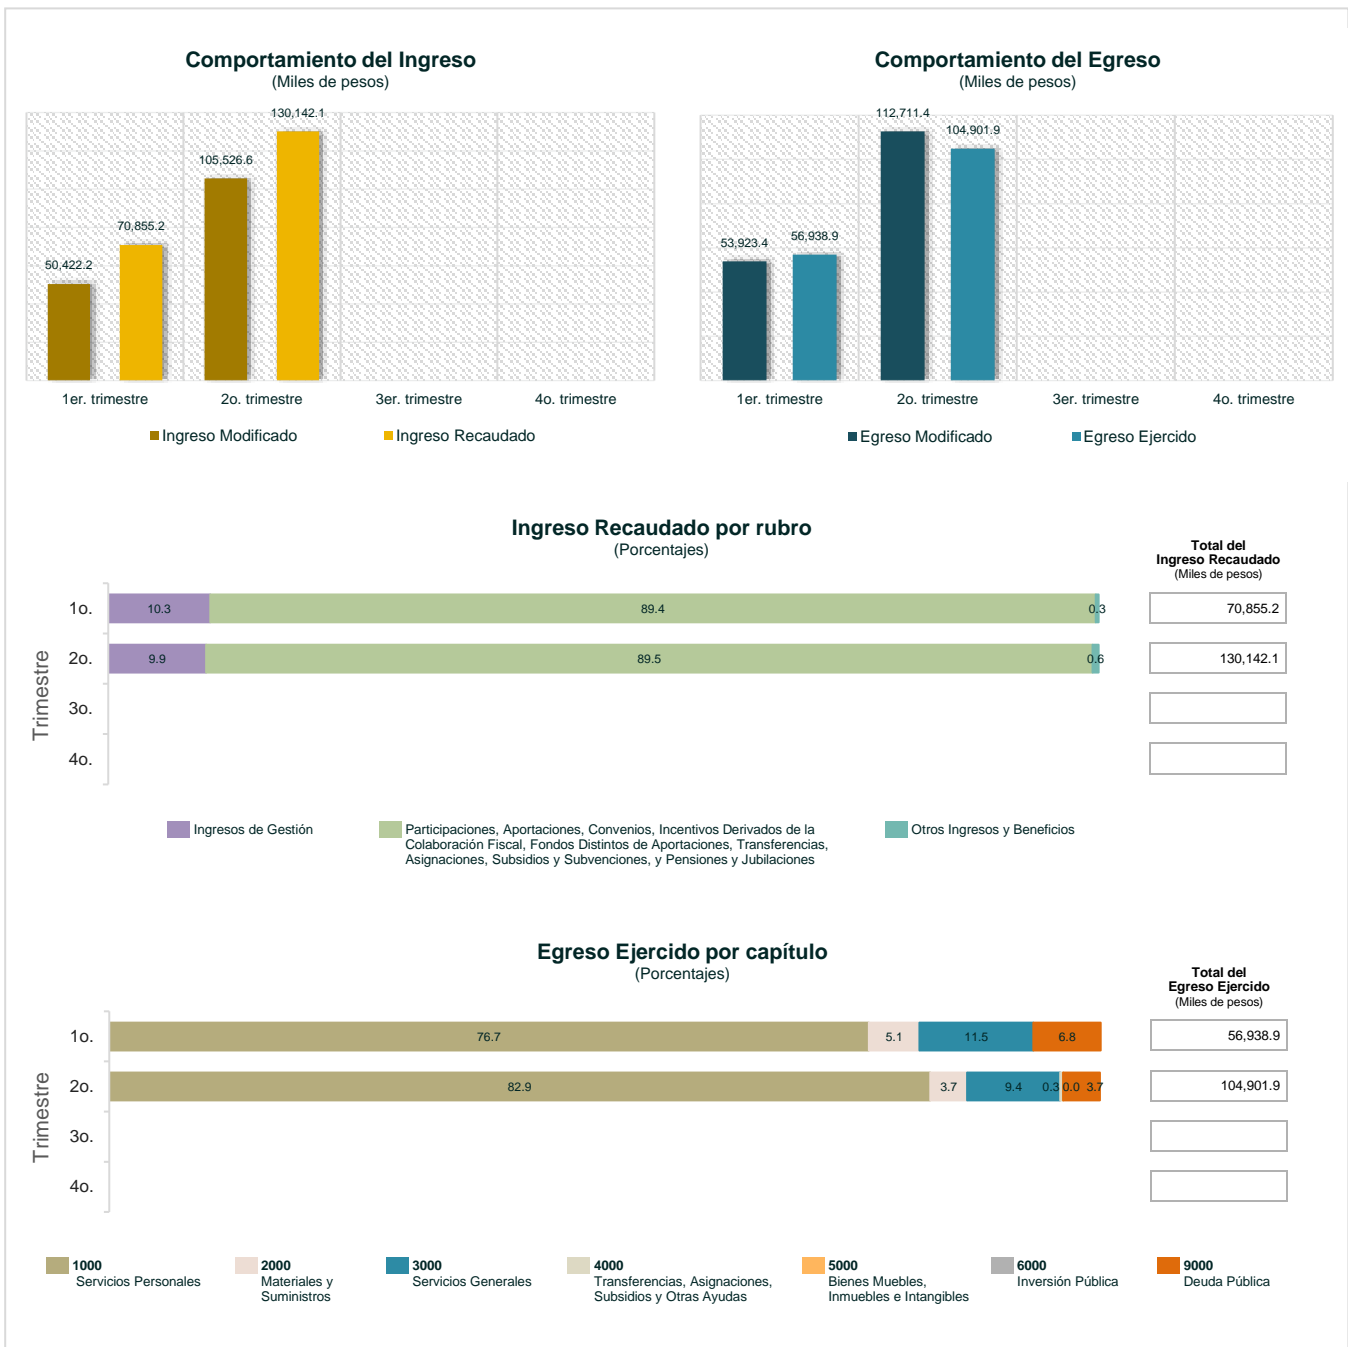 Comportamiento del Ingreso
(Miles de pesos)
50,422.2
70,855.2
105,526.6
130,142.1
1er. trimestre
2o. trimestre
3er. trimestre
4o. trimestre
Ingreso Modificado
Ingreso Recaudado
Comportamiento del Egreso
(Miles de pesos)
53,923.4
56,938.9
112,711.4
104,901.9
1er. trimestre
2o. trimestre
3er. trimestre
4o. trimestre
Egreso Modificado
Egreso Ejercido
Ingreso Recaudado por rubro
(Porcentajes)
Total del
Ingreso Recaudado
(Miles de pesos)
Trimestre
1o.
10.3
89.4
0.3
70,855.2
2o.
9.9
89.5
0.6
130,142.1
3o.
4o.
Ingresos de Gestión
Participaciones, Aportaciones, Convenios, Incentivos Derivados de la
Colaboración Fiscal, Fondos Distintos de Aportaciones, Transferencias,
Asignaciones, Subsidios y Subvenciones, y Pensiones y Jubilaciones
Otros Ingresos y Beneficios
Egreso Ejercido por capítulo
(Porcentajes)
Total del
Egreso Ejercido
(Miles de pesos)
Trimestre
1o.
76.7
5.1
11.5
6.8
56,938.9
2o.
82.9
3.7
9.4
0.3
0.0
3.7
104,901.9
3o.
4o.
1000
Servicios Personales
2000
Materiales y
Suministros
3000
Servicios Generales
4000
Transferencias, Asignaciones,
Subsidios y Otras Ayudas
5000
Bienes Muebles,
Inmuebles e Intangibles
6000
Inversión Pública
9000
Deuda Pública